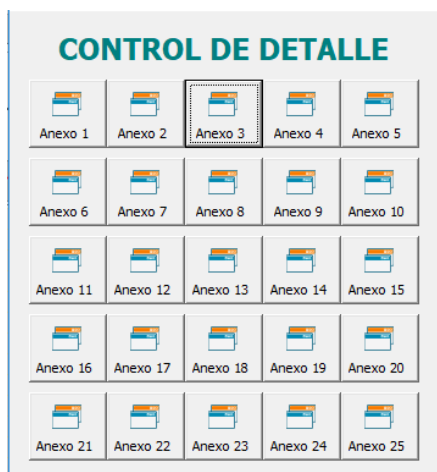 CONTROL DE DETALLE
Anexo 1 Anexo 2 Anexo 3 Anexo 4 Anexo 5
Anexo 6 Anexo 7 Anexo 8 Anexo 9 Anexo 10
Anexo 11 Anexo 12 Anexo 13 Anexo 14 Anexo 15
Anexo 16 Anexo 17 Anexo 18 Anexo 19 Anexo 20
Anexo 21 Anexo 22 Anexo 23 Anexo 24 Anexo 25